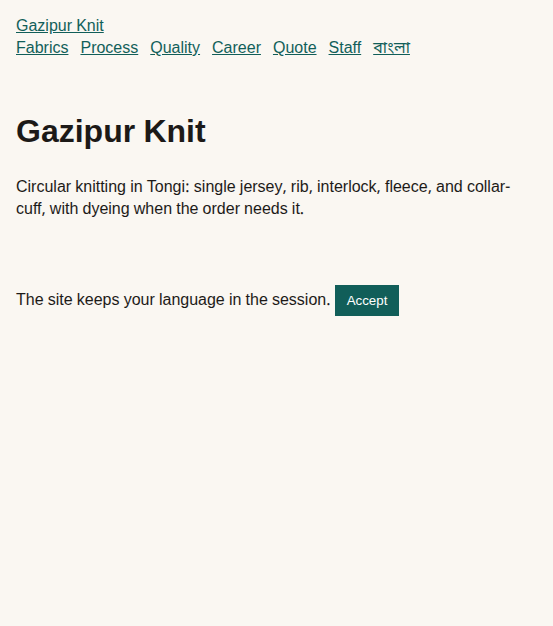 Gazipur Knit
Fabrics Process Quality Career Quote Staff বাংলা
Gazipur Knit
Circular knitting in Tongi: single jersey, rib, interlock, fleece, and collar-
cuff, with dyeing when the order needs it.
The site keeps your language in the session. Accept